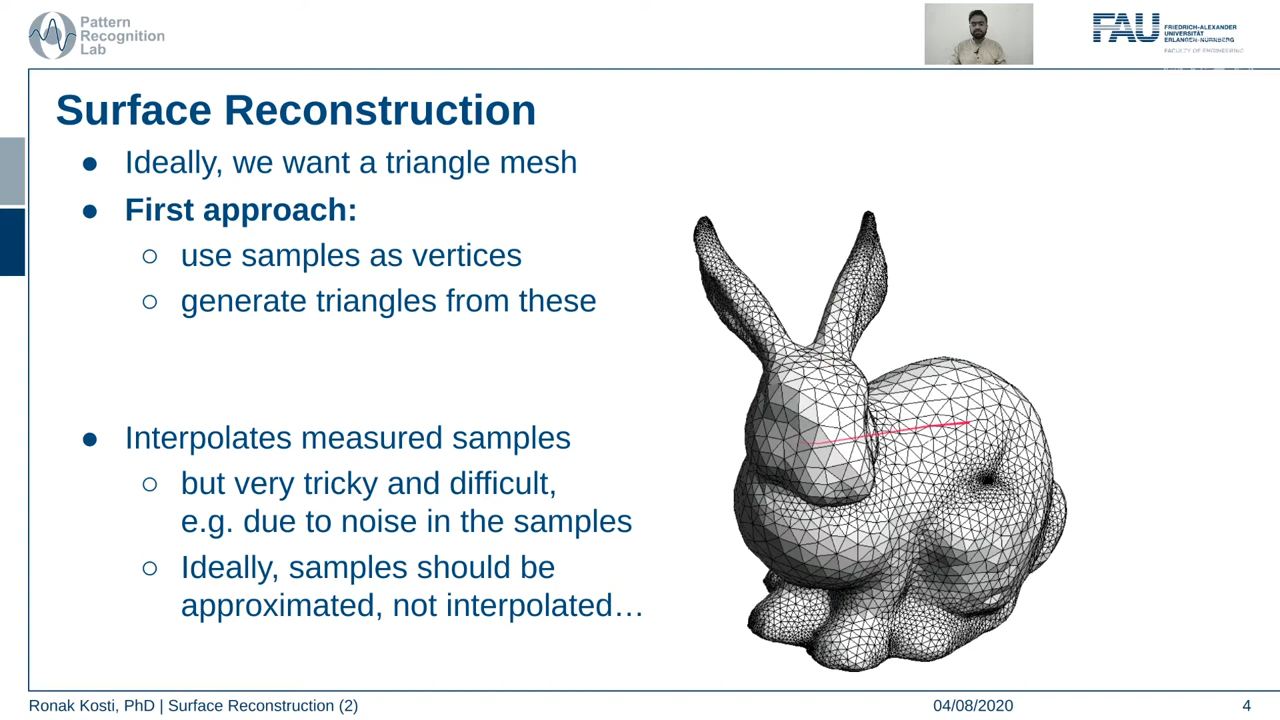 Pattern
Recognition
Lab
FAU
FRIEDRICH-ALEXANDER
UNIVERSITÄT
ERLANGEN-NÜRNBERG
FACULTY OF ENGINEERING
Surface Reconstruction
● Ideally, we want a triangle mesh
● First approach:
○ use samples as vertices
○ generate triangles from these
● Interpolates measured samples
○ but very tricky and difficult,
e.g. due to noise in the samples
○ Ideally, samples should be
approximated, not interpolated…
Ronak Kosti, PhD | Surface Reconstruction (2)
04/08/2020
4